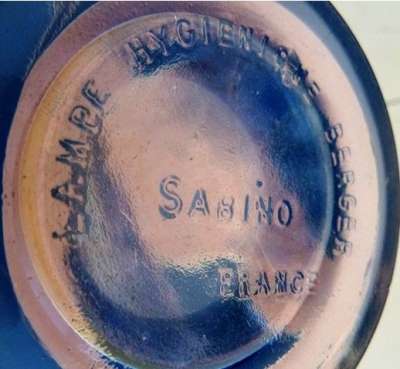 LAMPE HYGIENIQUE BERGER
SABINO
FRANCE